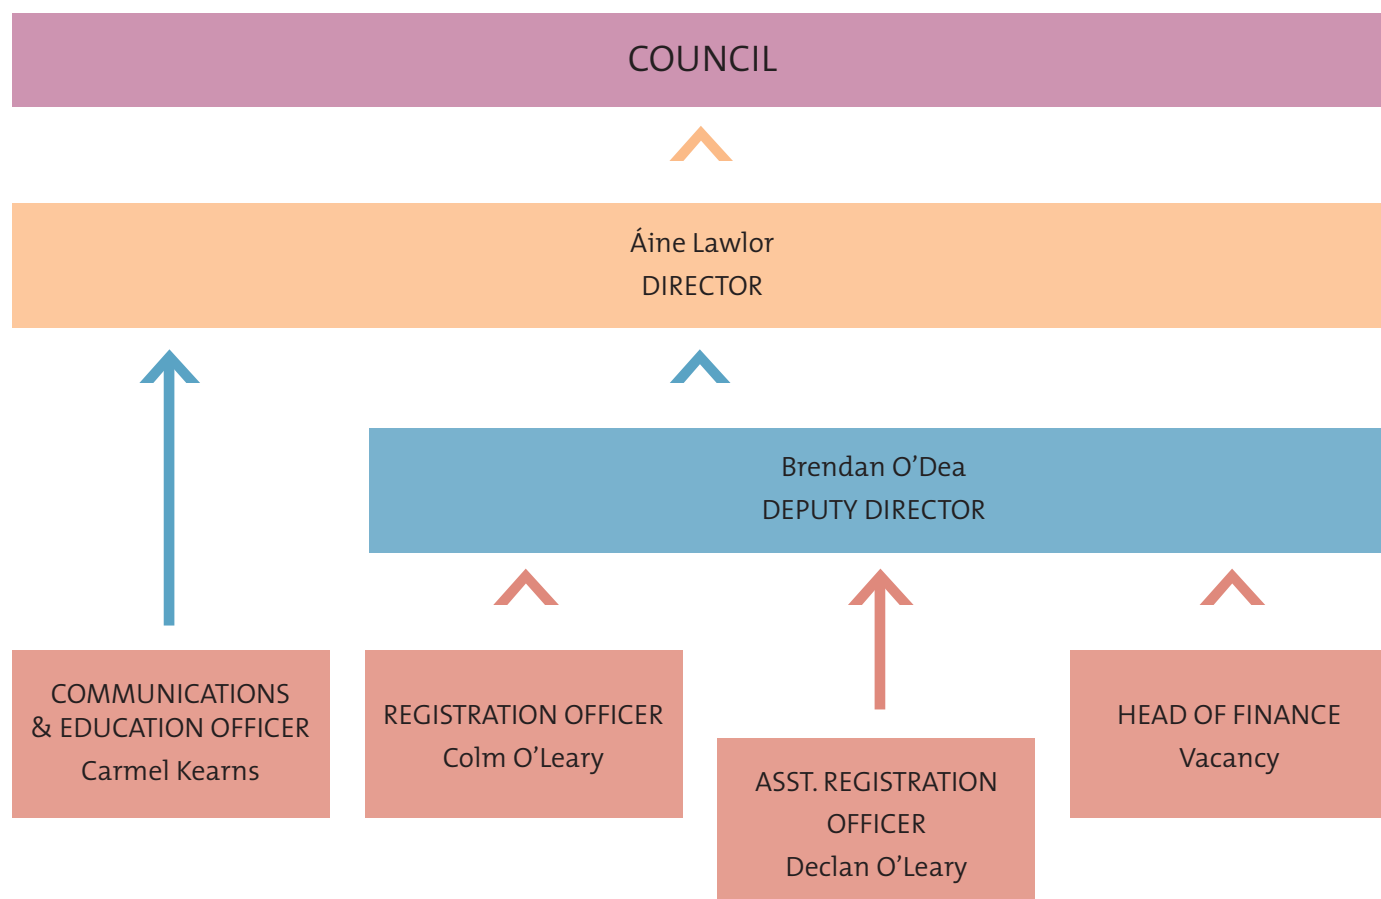 COUNCIL
Áine Lawlor
DIRECTOR
Brendan O’Dea
DEPUTY DIRECTOR
COMMUNICATIONS
& EDUCATION OFFICER
Carmel Kearns
REGISTRATION OFFICER
Colm O’Leary
ASST. REGISTRATION
OFFICER
Declan O’Leary
HEAD OF FINANCE
Vacancy